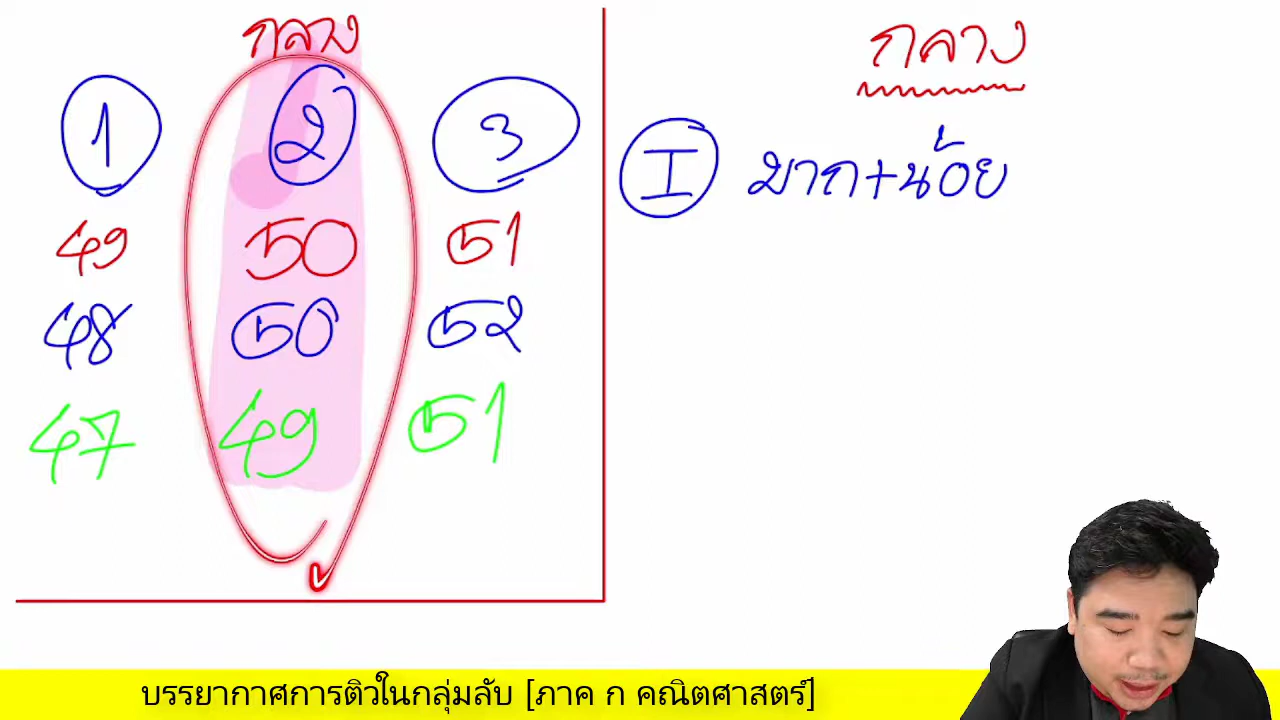 กลาง
1 2 3
49 50 51
48 50 52
47 49 51
กลาง
I มาก+น้อย
บรรยากาศการติวในกลุ่มลับ [ภาค ก คณิตศาสตร์]